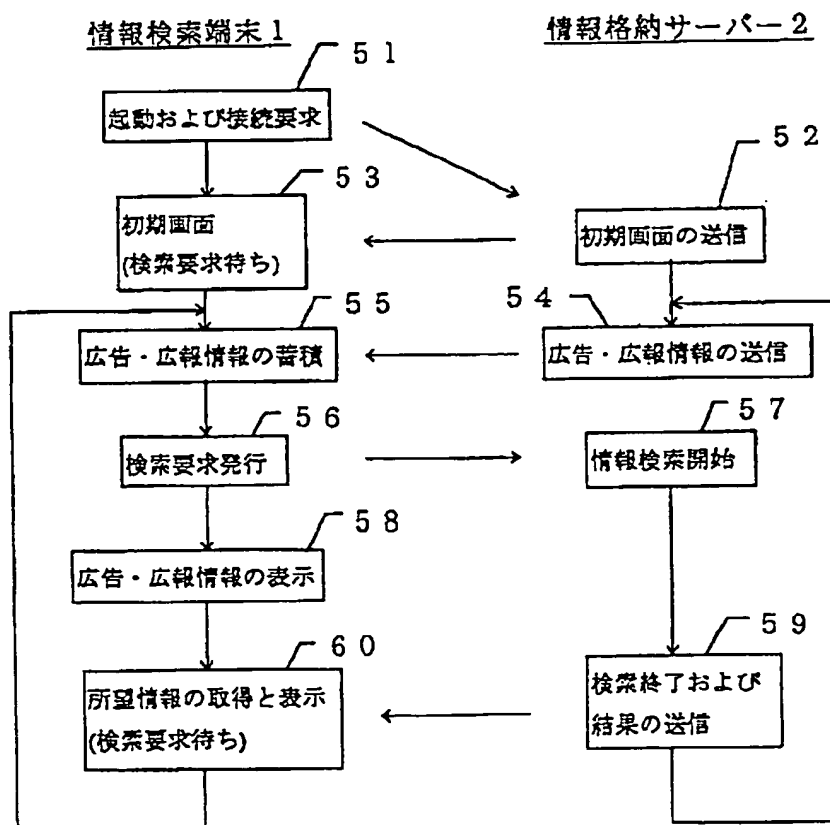 情報検索端末1
情報格納サーバー2
51
起動および接続要求
52
初期画面の送信
53
初期画面
(検索要求待ち)
54
広告・広報情報の送信
55
広告・広報情報の蓄積
56
検索要求発行
57
情報検索開始
58
広告・広報情報の表示
59
検索終了および
結果の送信
60
所望情報の取得と表示
(検索要求待ち)